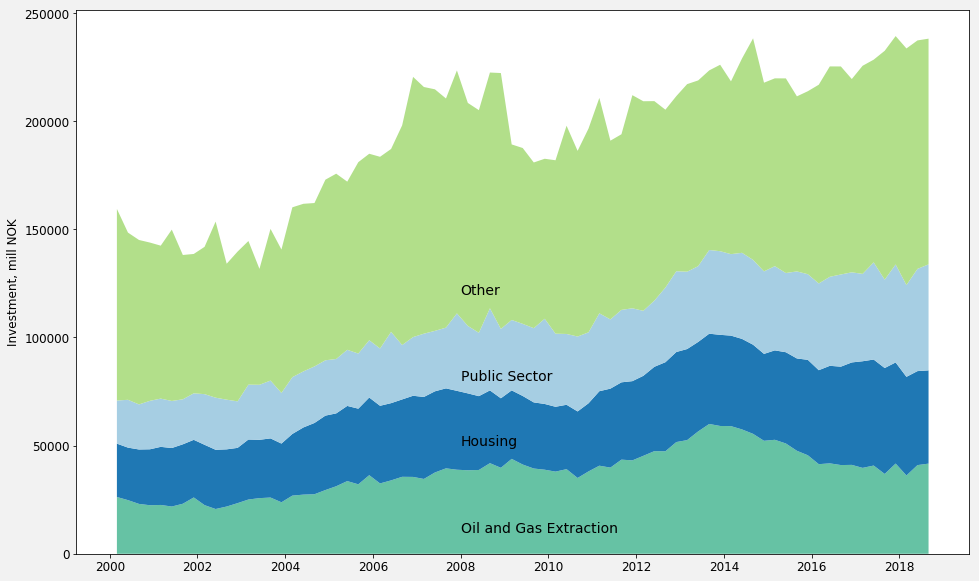 250000
200000
150000
100000
50000
0
Investment, mill NOK
Other
Public Sector
Housing
Oil and Gas Extraction
2000 2002 2004 2006 2008 2010 2012 2014 2016 2018